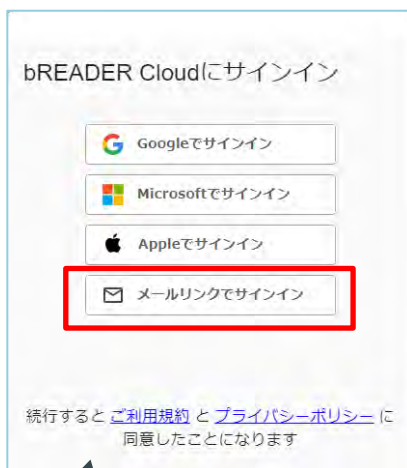 bREADER Cloudにサインイン
Googleでサインイン
Microsoftでサインイン
Appleでサインイン
メールリンクでサインイン
続行すると ご利用規約 と プライバシーポリシー に
同意したことになります